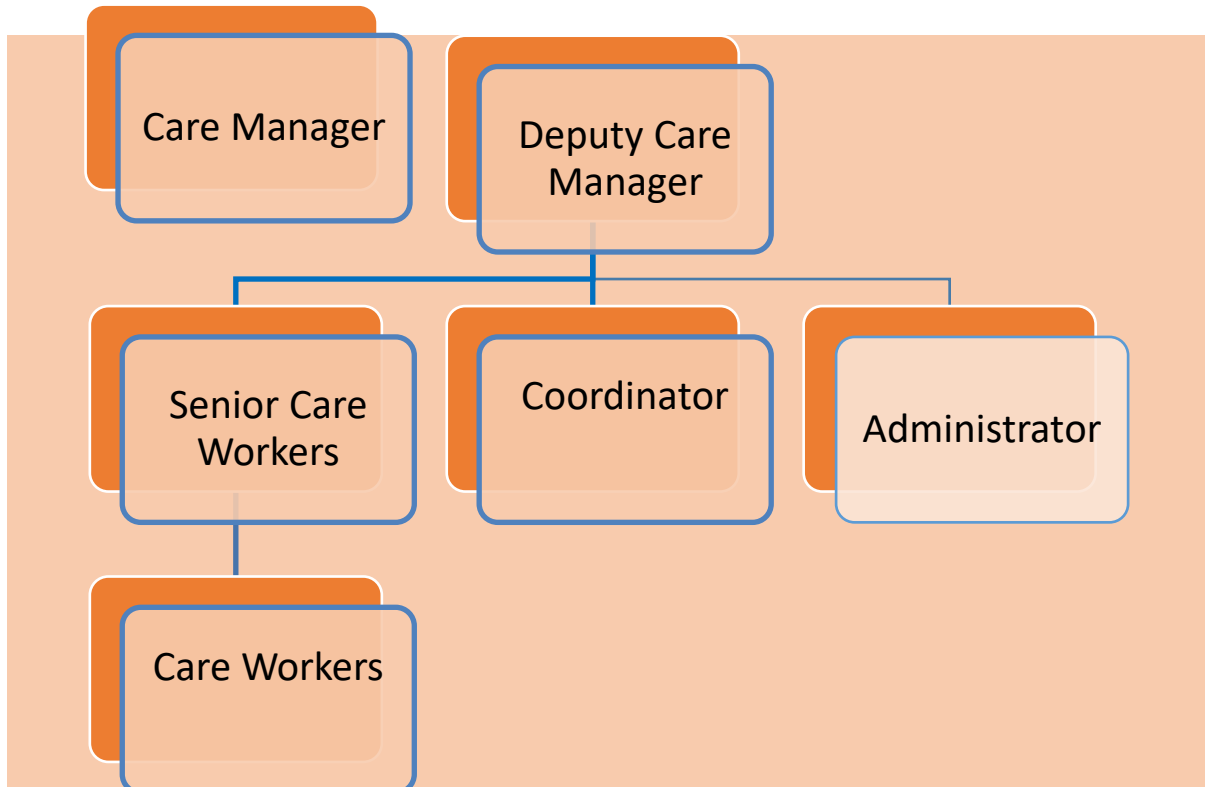 Care Manager
Deputy Care
Manager
Senior Care
Workers
Coordinator
Administrator
Care Workers